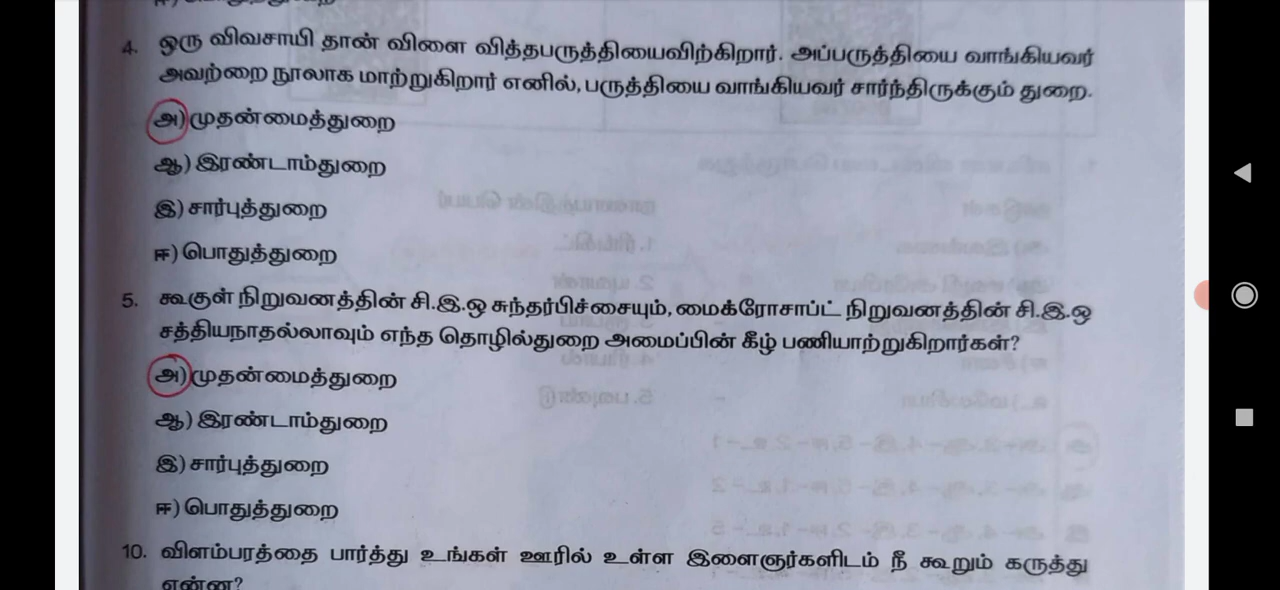 4. ஒரு விவசாயி தான் விளை வித்தபருத்தியைவிற்கிறார். அப்பருத்தியை வாங்கியவர்
அவற்றை நூலாக மாற்றுகிறார் எனில், பருத்தியை வாங்கியவர் சார்ந்திருக்கும் துறை.
அ) முதன்மைத்துறை
ஆ) இரண்டாம்துறை
இ) சார்புத்துறை
ஈ) பொதுத்துறை
5. கூகுள் நிறுவனத்தின் சி.இ.ஒ சுந்தர்பிச்சையும், மைக்ரோசாப்ட் நிறுவனத்தின் சி.இ.ஒ
சத்தியநாதல்லாவும் எந்த தொழில்துறை அமைப்பின் கீழ் பணியாற்றுகிறார்கள்?
அ) முதன்மைத்துறை
ஆ) இரண்டாம்துறை
இ) சார்புத்துறை
ஈ) பொதுத்துறை
10. விளம்பரத்தை பார்த்து உங்கள் ஊரில் உள்ள இளைஞர்களிடம் நீ கூறும் கருத்து
என்ன?